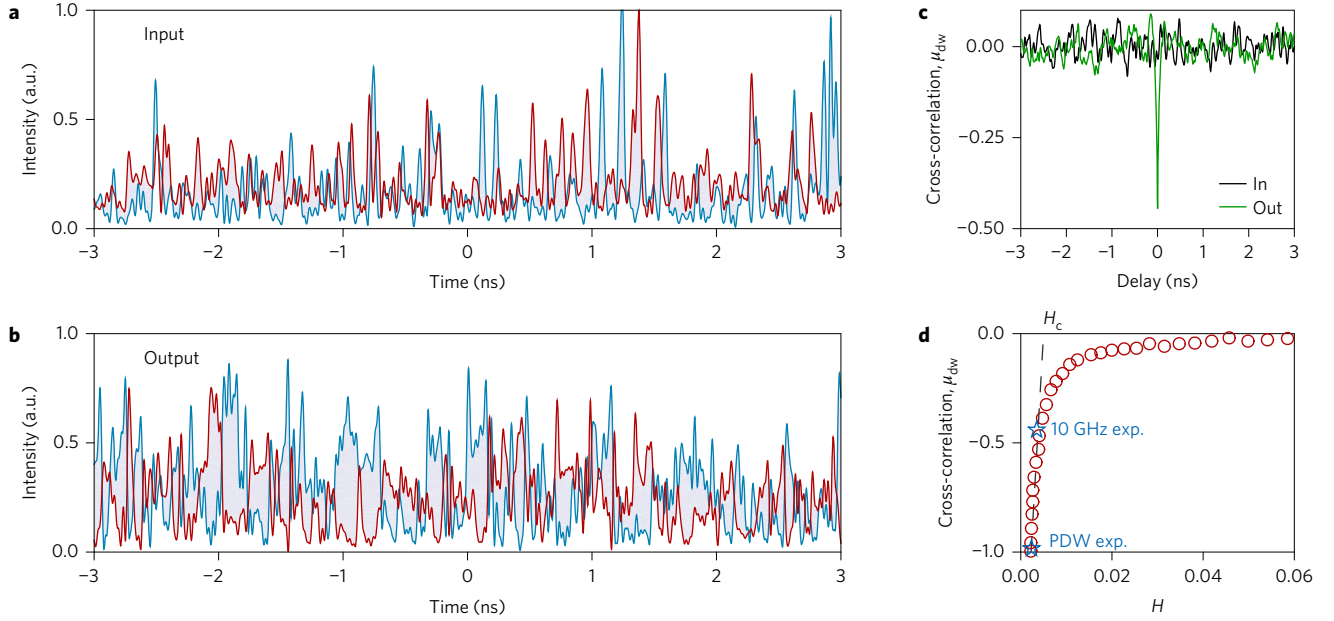 a
1.0
Input
Intensity (a.u.)
0.5
0.0
−3 −2 −1 0 1 2 3
Time (ns)
b
1.0
Output
Intensity (a.u.)
0.5
0.0
−3 −2 −1 0 1 2 3
Time (ns)
c
0.00
Cross-correlation, μdw
−0.25
In
Out
−0.50
−3 −2 −1 0 1 2 3
Delay (ns)
d
Hc
0.0
Cross-correlation, μdw
10 GHz exp.
−0.5
PDW exp.
−1.0
0.00 0.02 0.04 0.06
H